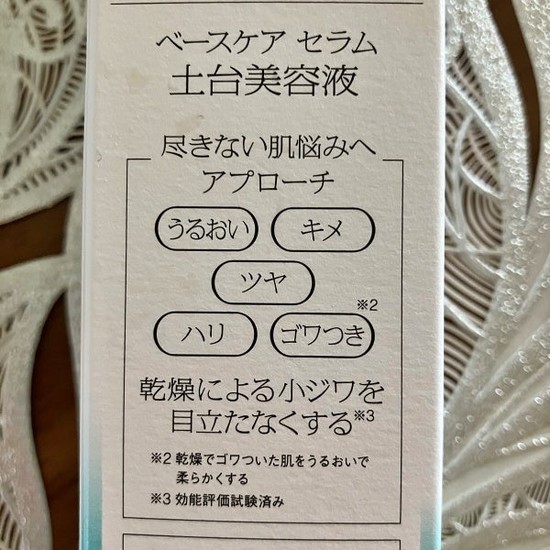 ベースケア セラム
土台美容液
尽きない肌悩みへ
アプローチ
うるおい キメ
ツヤ
※2
ハリ ゴワつき
乾燥による小ジワを
目立たなくする※3
※2 乾燥でゴワついた肌をうるおいで
柔らかくする
※3 効能評価試験済み